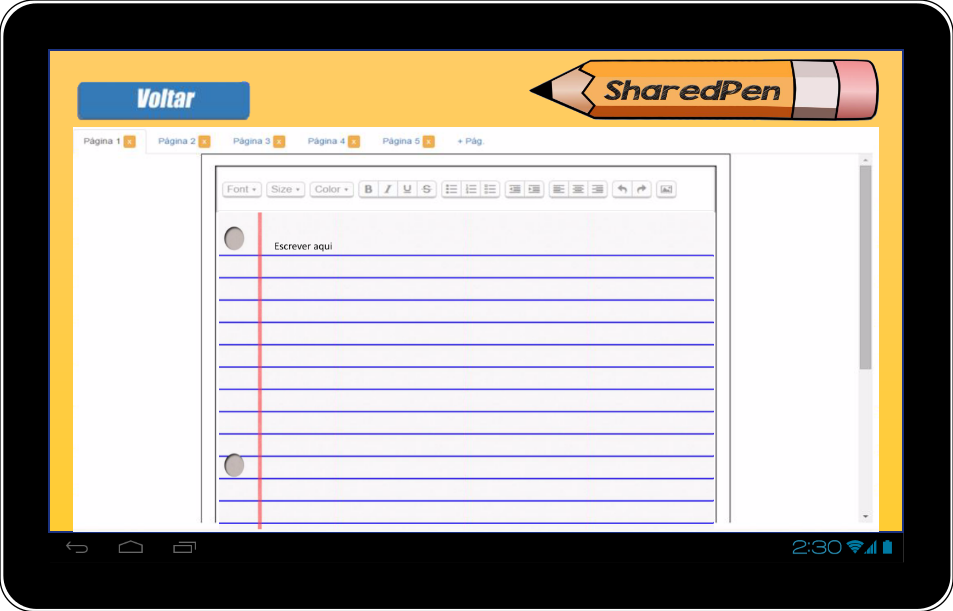 Voltar
SharedPen
Página 1 x Página 2 x Página 3 x Página 4 x Página 5 x + Pág.
Font Size Color B I U S
Escrever aqui
2:30